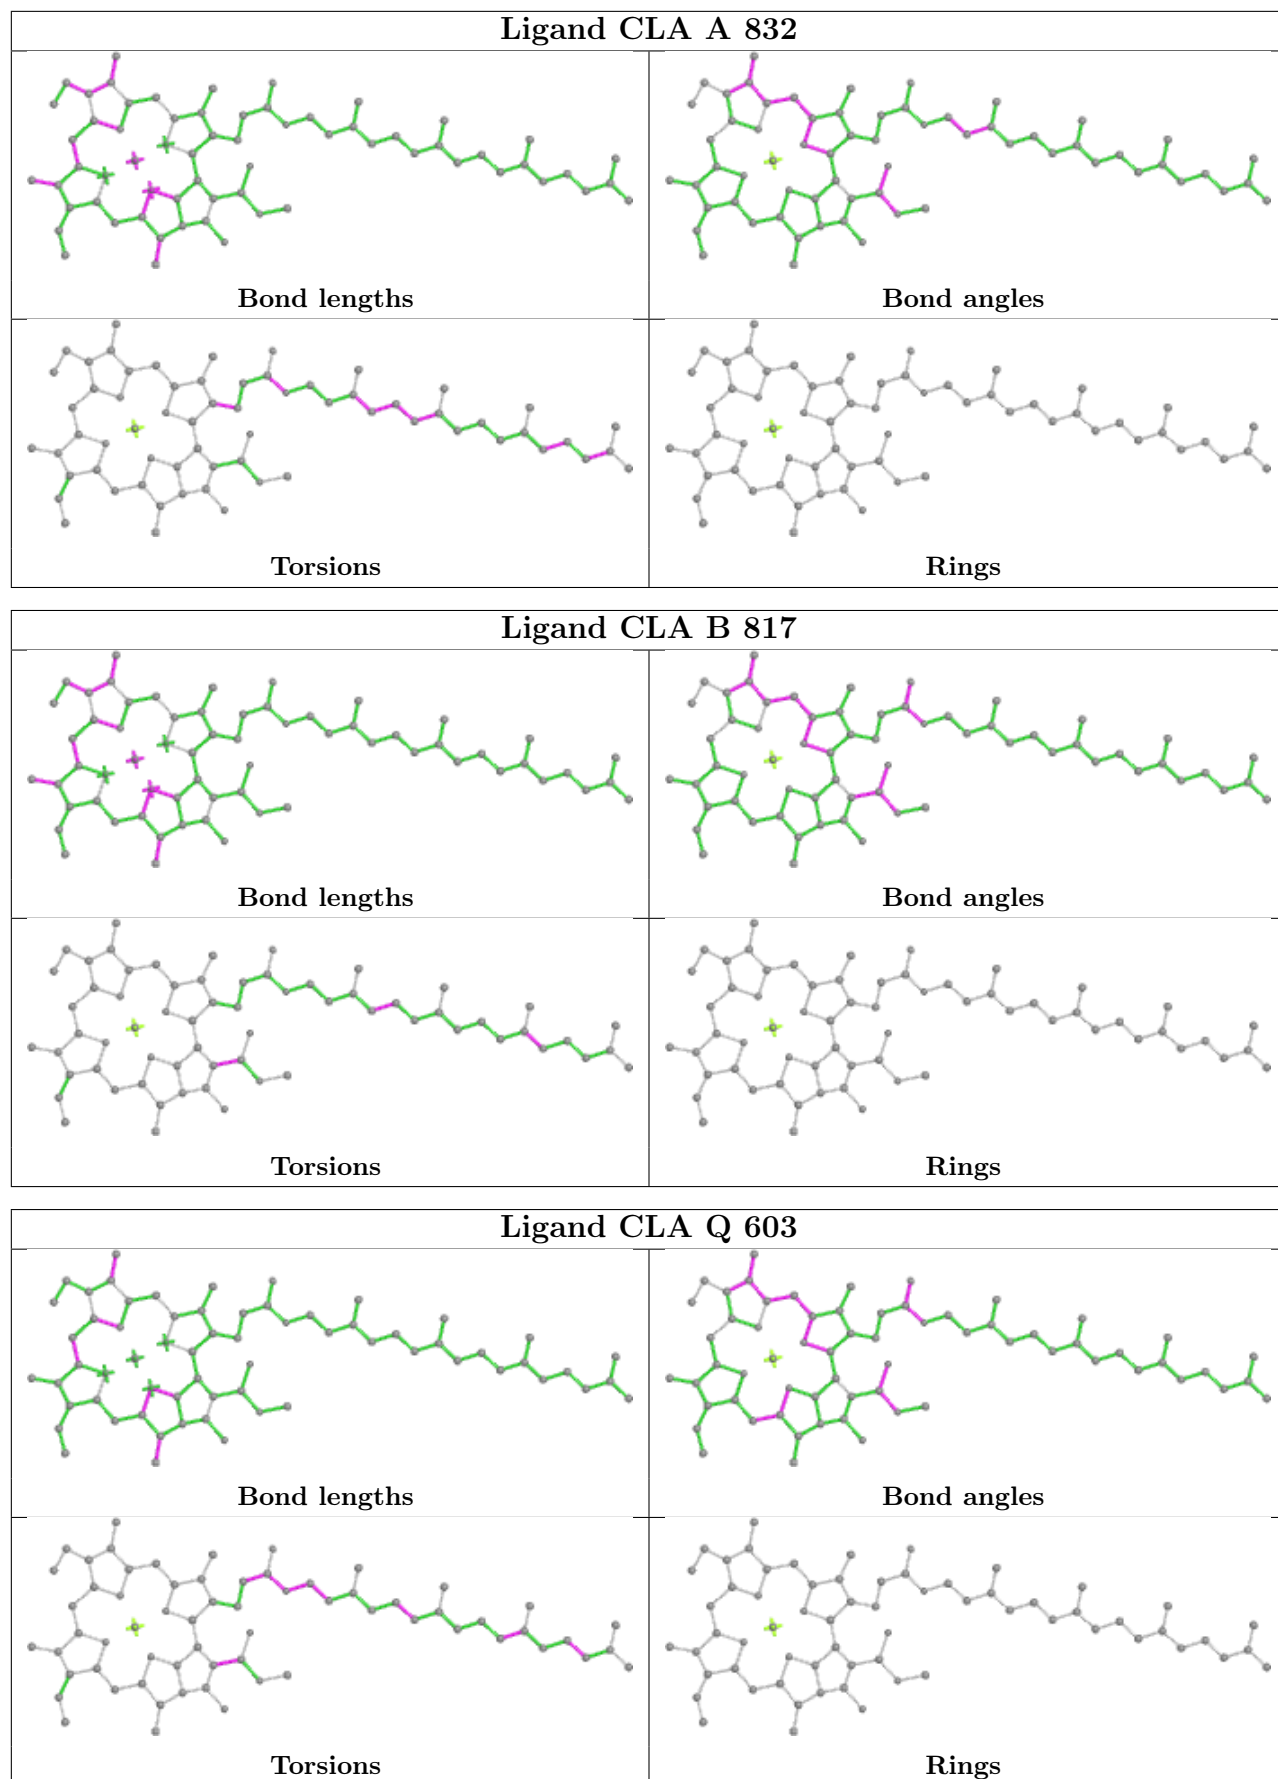 Ligand CLA A 832
Bond lengths
Bond angles
Torsions
Rings
Ligand CLA B 817
Bond lengths
Bond angles
Torsions
Rings
Ligand CLA Q 603
Bond lengths
Bond angles
Torsions
Rings